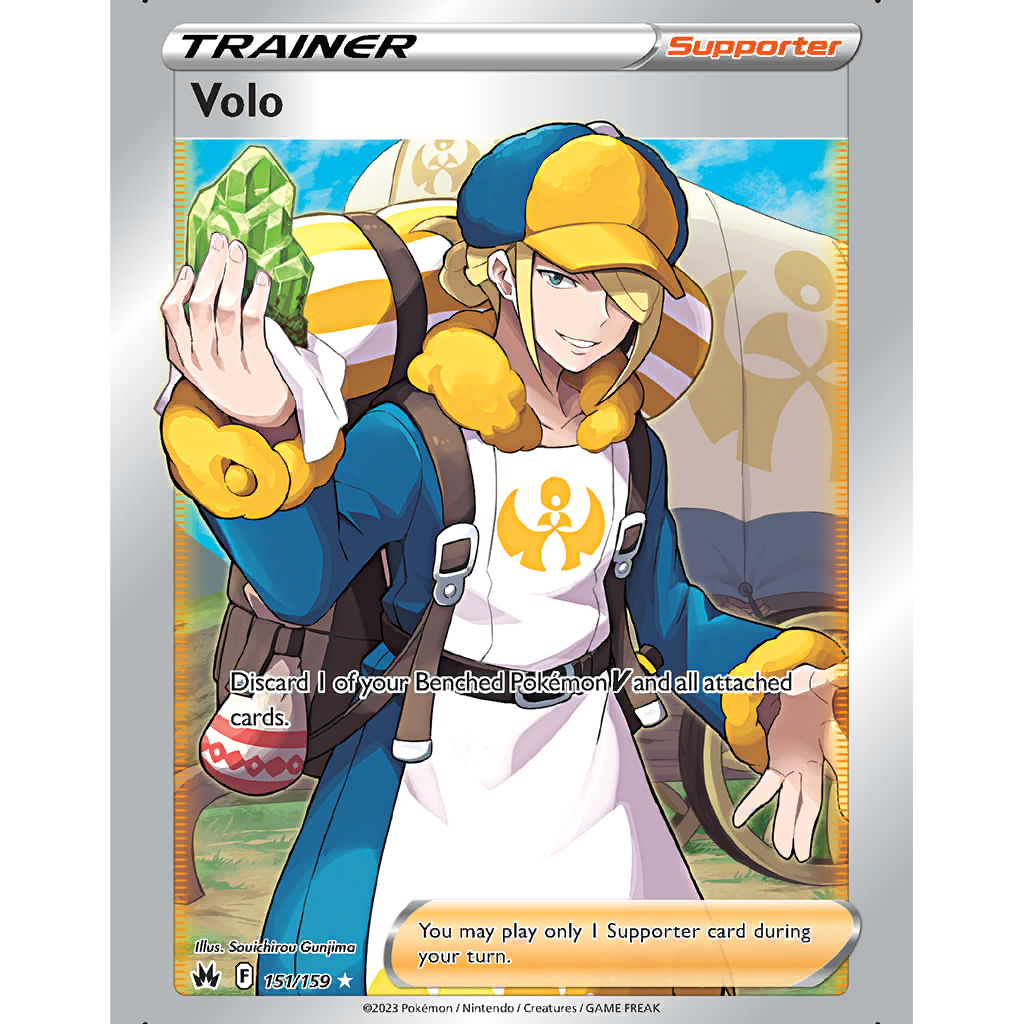 TRAINER Supporter
Volo
Discard 1 of your Benched Pokémon V and all attached
cards.
You may play only 1 Supporter card during
your turn.
Illus. Souichirou Gunjima
F 151/159
©2023 Pokémon / Nintendo / Creatures / GAME FREAK